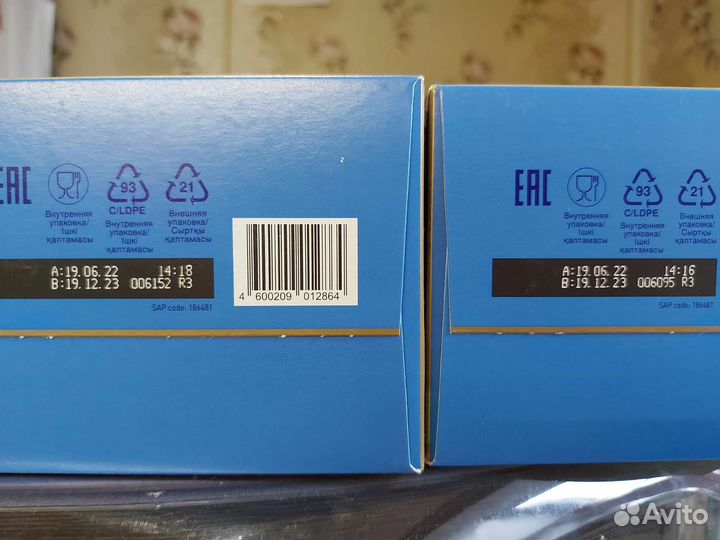 EAC
93
C/LDPE
21
Внутренняя
упаковка/
Ішкі
қаптамасы
Внутренняя
упаковка/
Ішкі
қаптамасы
Внешняя
упаковка/
Сыртқы
қаптамасы
A:19.06.22 14:18
B:19.12.23 006152 R3
SAP code: 186481
4 600209 012864
EAC
93
C/LDPE
21
Внутренняя
упаковка/
Ішкі
қаптамасы
Внутренняя
упаковка/
Ішкі
қаптамасы
Внешняя
упаковка/
Сыртқы
қаптамасы
A:19.06.22 14:16
B:19.12.23 006095 R3
SAP code: 186481
Avito